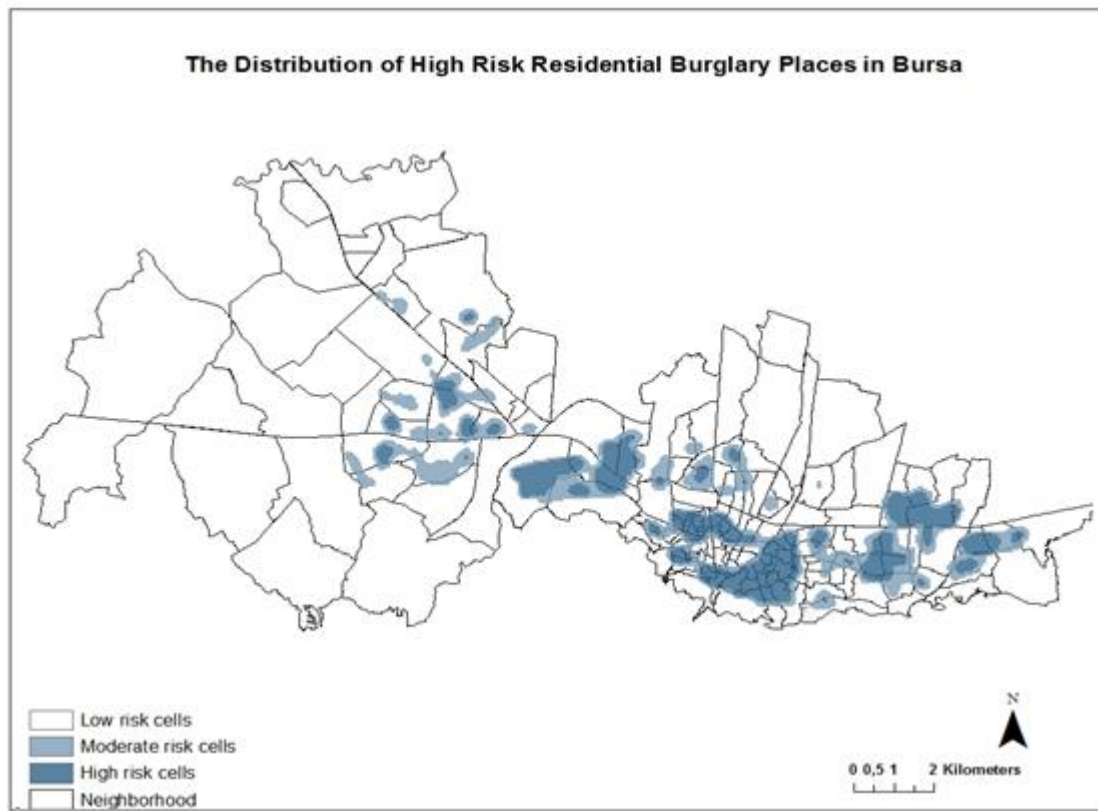 The Distribution of High Risk Residential Burglary Places in Bursa
Low risk cells
Moderate risk cells
High risk cells
Neighborhood
N
0 0,5 1 2 Kilometers